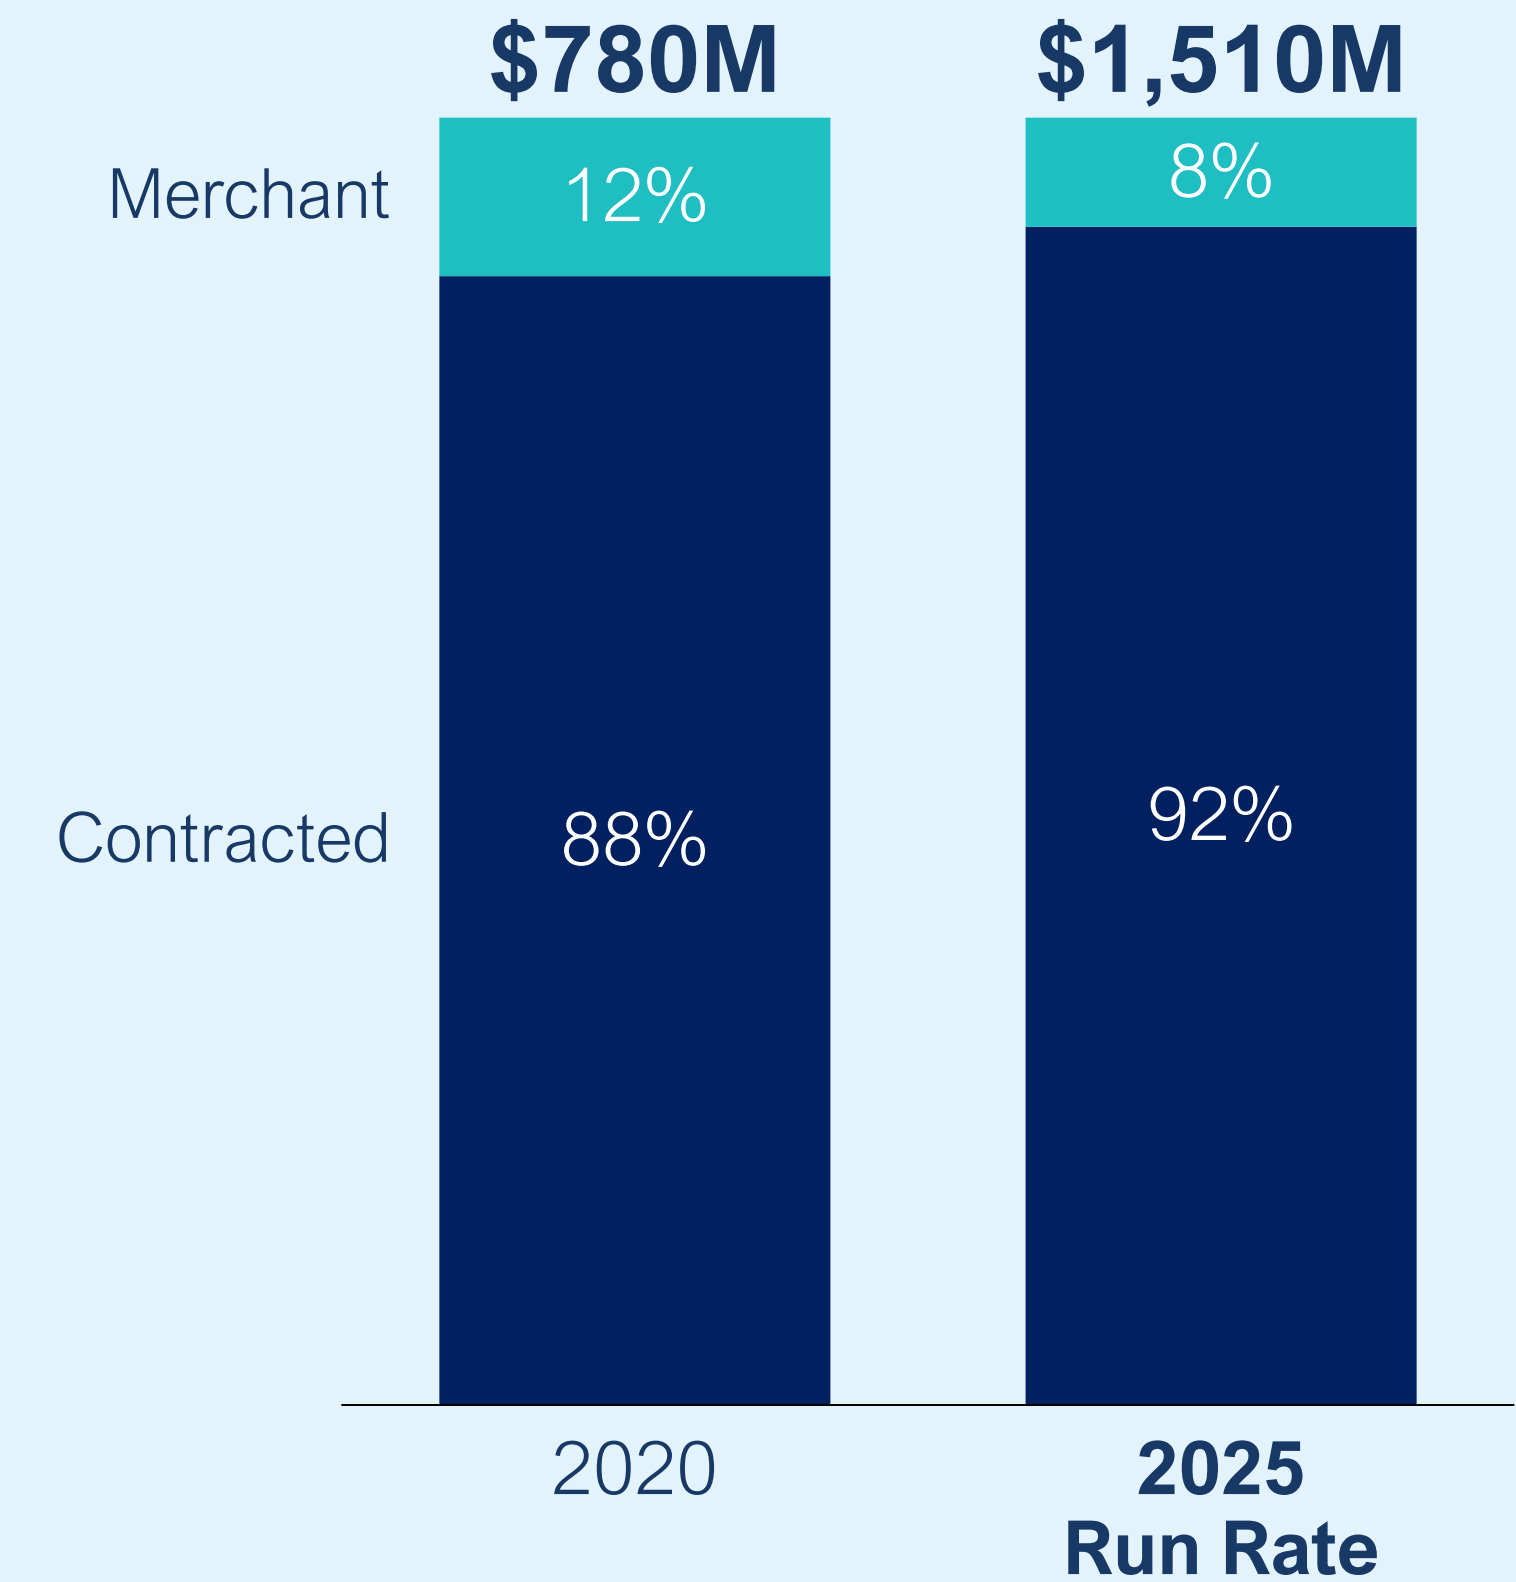 $780M
$1,510M
Merchant
12%
8%
Contracted
88%
92%
2020
2025
Run Rate